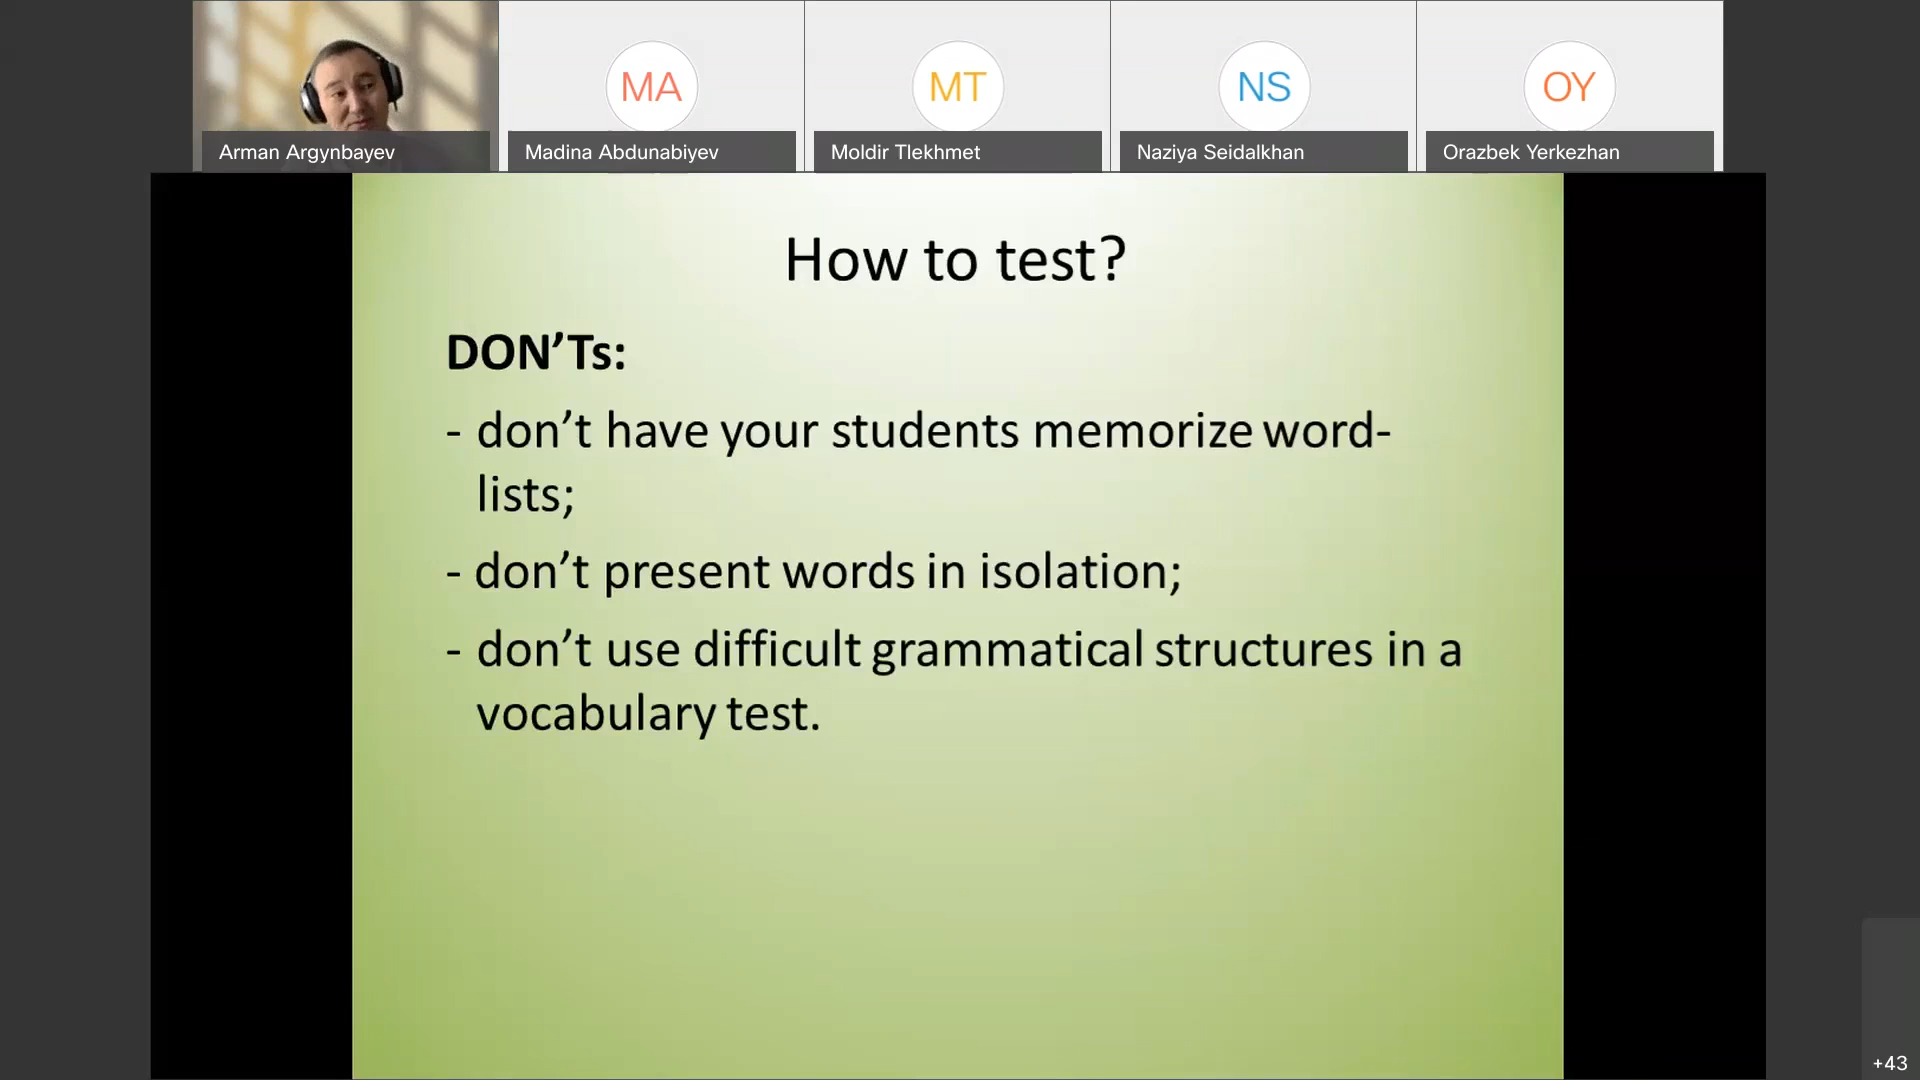 MA
MT
NS
OY
Arman Argynbayev
Madina Abdunabiyev
Moldir Tlekhmet
Naziya Seidalkhan
Orazbek Yerkezhan
How to test?
DON’Ts:
- don’t have your students memorize word-
lists;
- don’t present words in isolation;
- don’t use difficult grammatical structures in a
vocabulary test.
+43